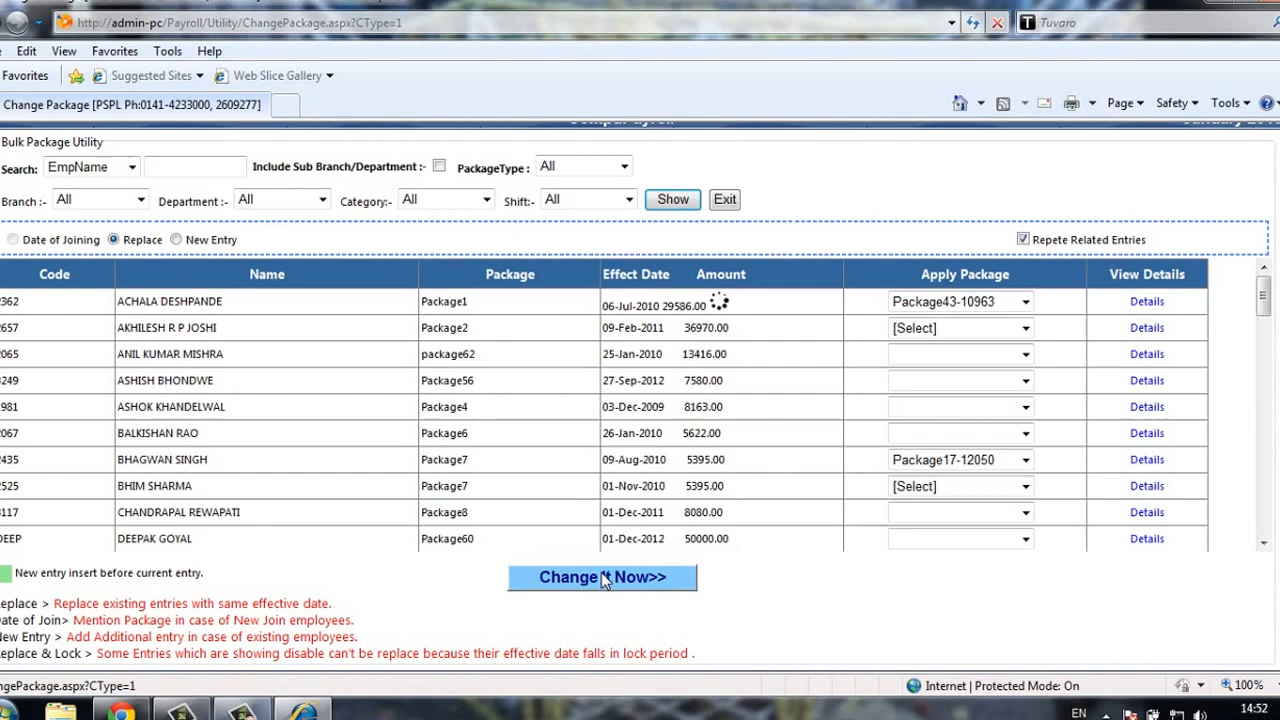 http://admin-pc/Payroll/Utility/ChangePackage.aspx?CType=1 Tuvaro
Edit View Favorites Tools Help
Favorites Suggested Sites Web Slice Gallery
Change Package [PSPL Ph:0141-4233000, 2609277] Page Safety Tools
Bulk Package Utility
Search: EmpName Include Sub Branch/Department :- PackageType : All
Branch :- All Department :- All Category:- All Shift:- All Show Exit
Date of Joining Replace New Entry Repete Related Entries
Code Name Package Effect Date Amount Apply Package View Details
2362 ACHALA DESHPANDE Package1 06-Jul-2010 29586.00 Package43-10963 Details
2657 AKHILESH R P JOSHI Package2 09-Feb-2011 36970.00 [Select] Details
2065 ANIL KUMAR MISHRA package62 25-Jan-2010 13416.00 Details
3249 ASHISH BHONDWE Package56 27-Sep-2012 7580.00 Details
981 ASHOK KHANDELWAL Package4 03-Dec-2009 8163.00 Details
2067 BALKISHAN RAO Package6 26-Jan-2010 5622.00 Details
2435 BHAGWAN SINGH Package7 09-Aug-2010 5395.00 Package17-12050 Details
2525 BHIM SHARMA Package7 01-Nov-2010 5395.00 [Select] Details
3117 CHANDRAPAL REWAPATI Package8 01-Dec-2011 8080.00 Details
DEEP DEEPAK GOYAL Package60 01-Dec-2012 50000.00 Details
New entry insert before current entry.
Change It Now>>
eplace > Replace existing entries with same effective date.
ate of Join> Mention Package in case of New Join employees.
ew Entry > Add Additional entry in case of existing employees.
eplace & Lock > Some Entries which are showing disable can't be replace because their effective date falls in lock period .
ngePackage.aspx?CType=1 Internet | Protected Mode: On 100%
EN 14:52